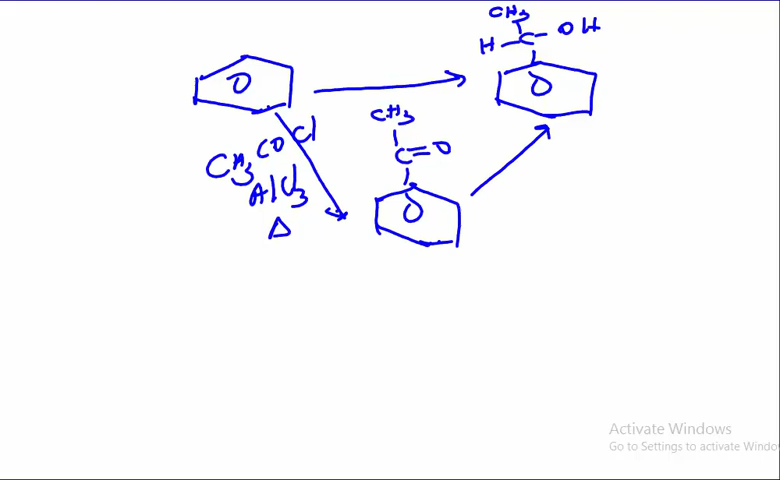 CH3
H - C - OH
CH3
C=O
CH3COCl
AlCl3
Δ
Activate Windows
Go to Settings to activate Windo